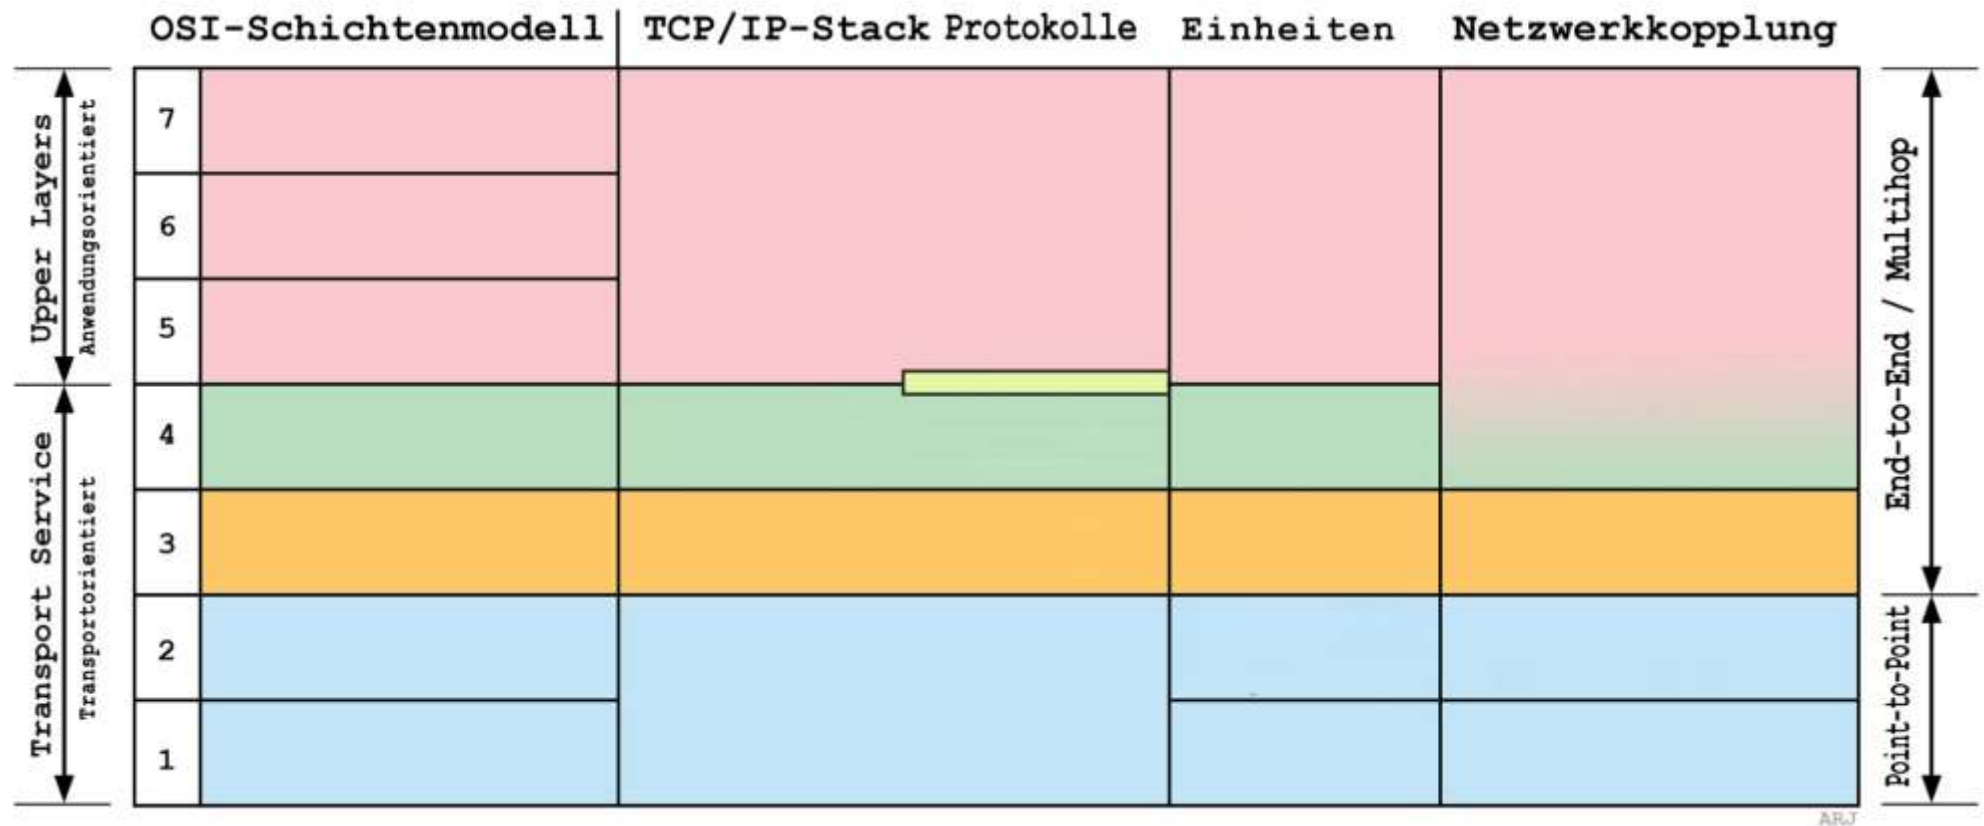 OSI-Schichtenmodell TCP/IP-Stack Protokolle Einheiten Netzwerkkopplung
Upper Layers
Anwendungsorientiert
Transport Service
Transportorientiert
7
6
5
4
3
2
1
End-to-End / Multihop
Point-to-Point
ARJ